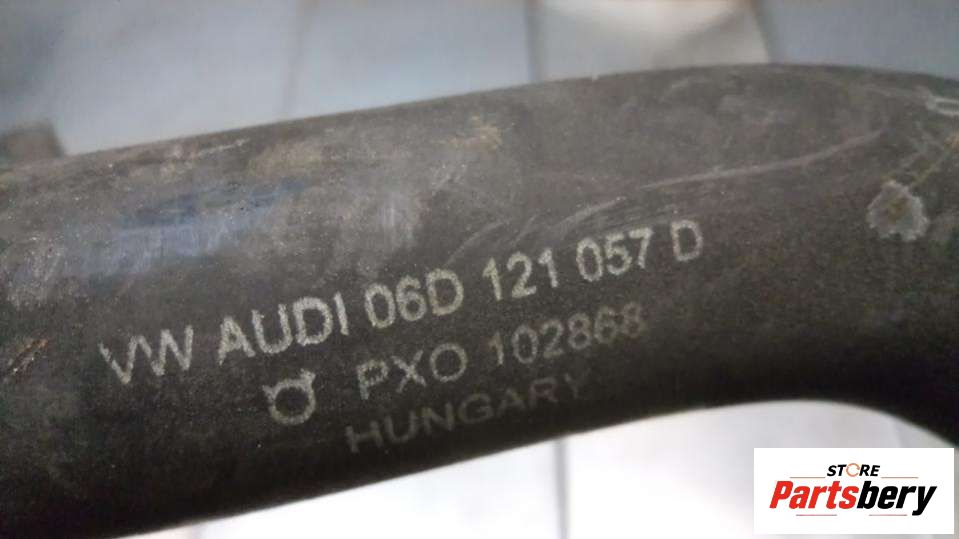 VW AUDI 06D 121 057 D
PXO 102868
HUNGARY
STORE
Partsbery